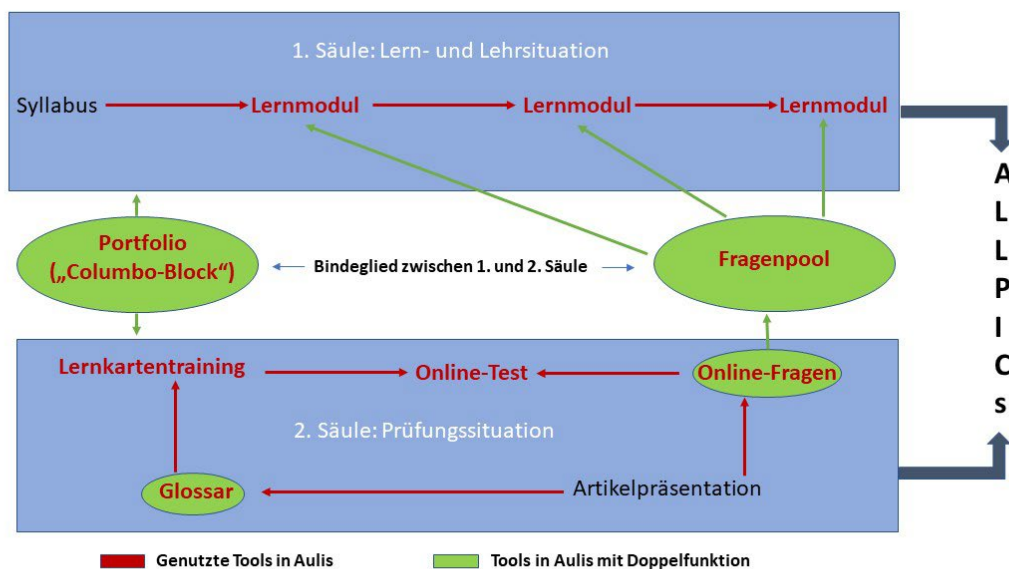 1. Säule: Lern- und Lehrsituation
Syllabus
Lernmodul
Lernmodul
Lernmodul
Portfolio
(„Columbo-Block“)
Bindeglied zwischen 1. und 2. Säule
Fragenpool
Lernkartentraining
Online-Test
Online-Fragen
2. Säule: Prüfungssituation
Glossar
Artikelpräsentation
A
L
L
P
I
C
s
Genutzte Tools in Aulis
Tools in Aulis mit Doppelfunktion